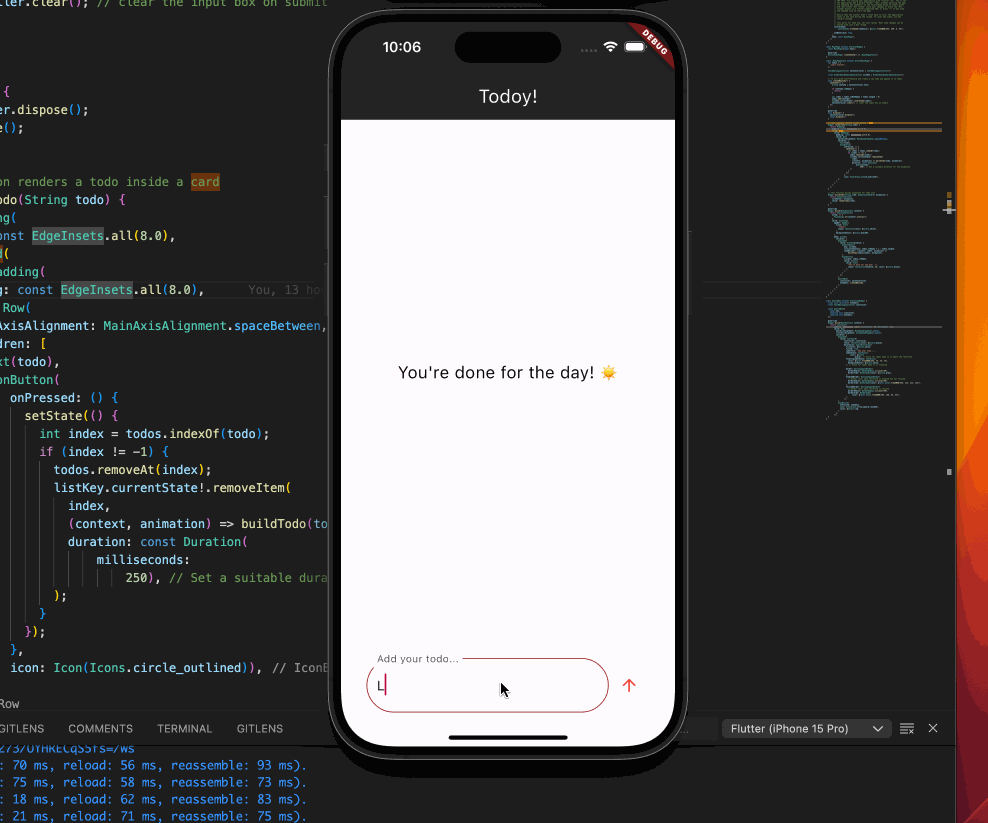 ller.clear(); // clear the input box on submit
{
er.dispose();
e();
on renders a todo inside a card
odo(String todo) {
ng(
onst EdgeInsets.all(8.0),
d(
adding(
g: const EdgeInsets.all(8.0), You, 13 ho
Row(
AxisAlignment: MainAxisAlignment.spaceBetween,
dren: [
xt(todo),
onButton(
onPressed: () {
setState(() {
int index = todos.indexOf(todo);
if (index != -1) {
todos.removeAt(index);
listKey.currentState!.removeItem(
index,
(context, animation) => buildTodo(to
duration: const Duration(
milliseconds:
250), // Set a suitable dura
);
}
});
},
icon: Icon(Icons.circle_outlined)), // IconB
Row
10:06
DEBUG
Todoy!
You're done for the day! ☀️
Add your todo...
L
GITLENS COMMENTS TERMINAL GITLENS
Flutter (iPhone 15 Pro)
: 70 ms, reload: 56 ms, reassemble: 93 ms).
: 75 ms, reload: 58 ms, reassemble: 73 ms).
: 18 ms, reload: 62 ms, reassemble: 83 ms).
: 21 ms, reload: 71 ms, reassemble: 75 ms).